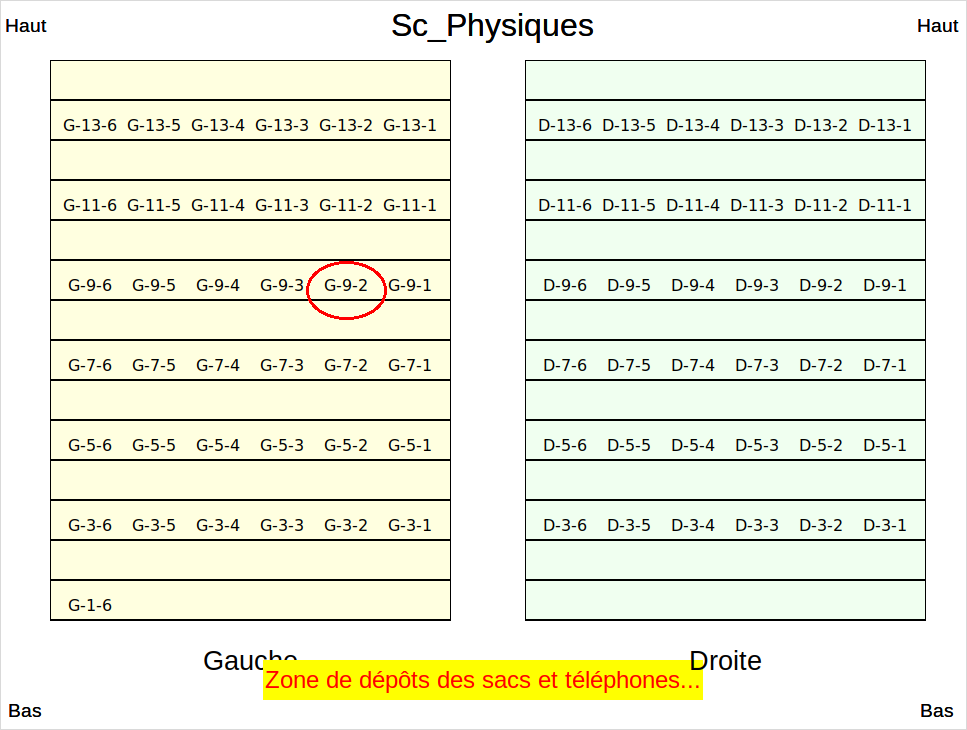 Sc_Physiques
Haut
Haut
G-13-6 G-13-5 G-13-4 G-13-3 G-13-2 G-13-1
D-13-6 D-13-5 D-13-4 D-13-3 D-13-2 D-13-1
G-11-6 G-11-5 G-11-4 G-11-3 G-11-2 G-11-1
D-11-6 D-11-5 D-11-4 D-11-3 D-11-2 D-11-1
G-9-6 G-9-5 G-9-4 G-9-3 G-9-2 G-9-1
D-9-6 D-9-5 D-9-4 D-9-3 D-9-2 D-9-1
G-7-6 G-7-5 G-7-4 G-7-3 G-7-2 G-7-1
D-7-6 D-7-5 D-7-4 D-7-3 D-7-2 D-7-1
G-5-6 G-5-5 G-5-4 G-5-3 G-5-2 G-5-1
D-5-6 D-5-5 D-5-4 D-5-3 D-5-2 D-5-1
G-3-6 G-3-5 G-3-4 G-3-3 G-3-2 G-3-1
D-3-6 D-3-5 D-3-4 D-3-3 D-3-2 D-3-1
G-1-6
Gauche
Droite
Zone de dépôts des sacs et téléphones...
Bas
Bas